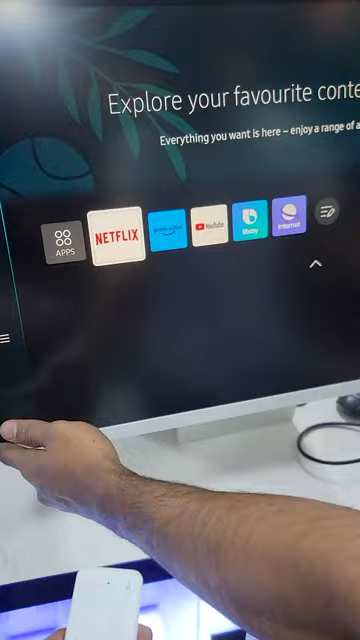 Explore your favourite conte
Everything you want is here – enjoy a range of a
APPS
NETFLIX
prime video
YouTube
Bixby
Internet